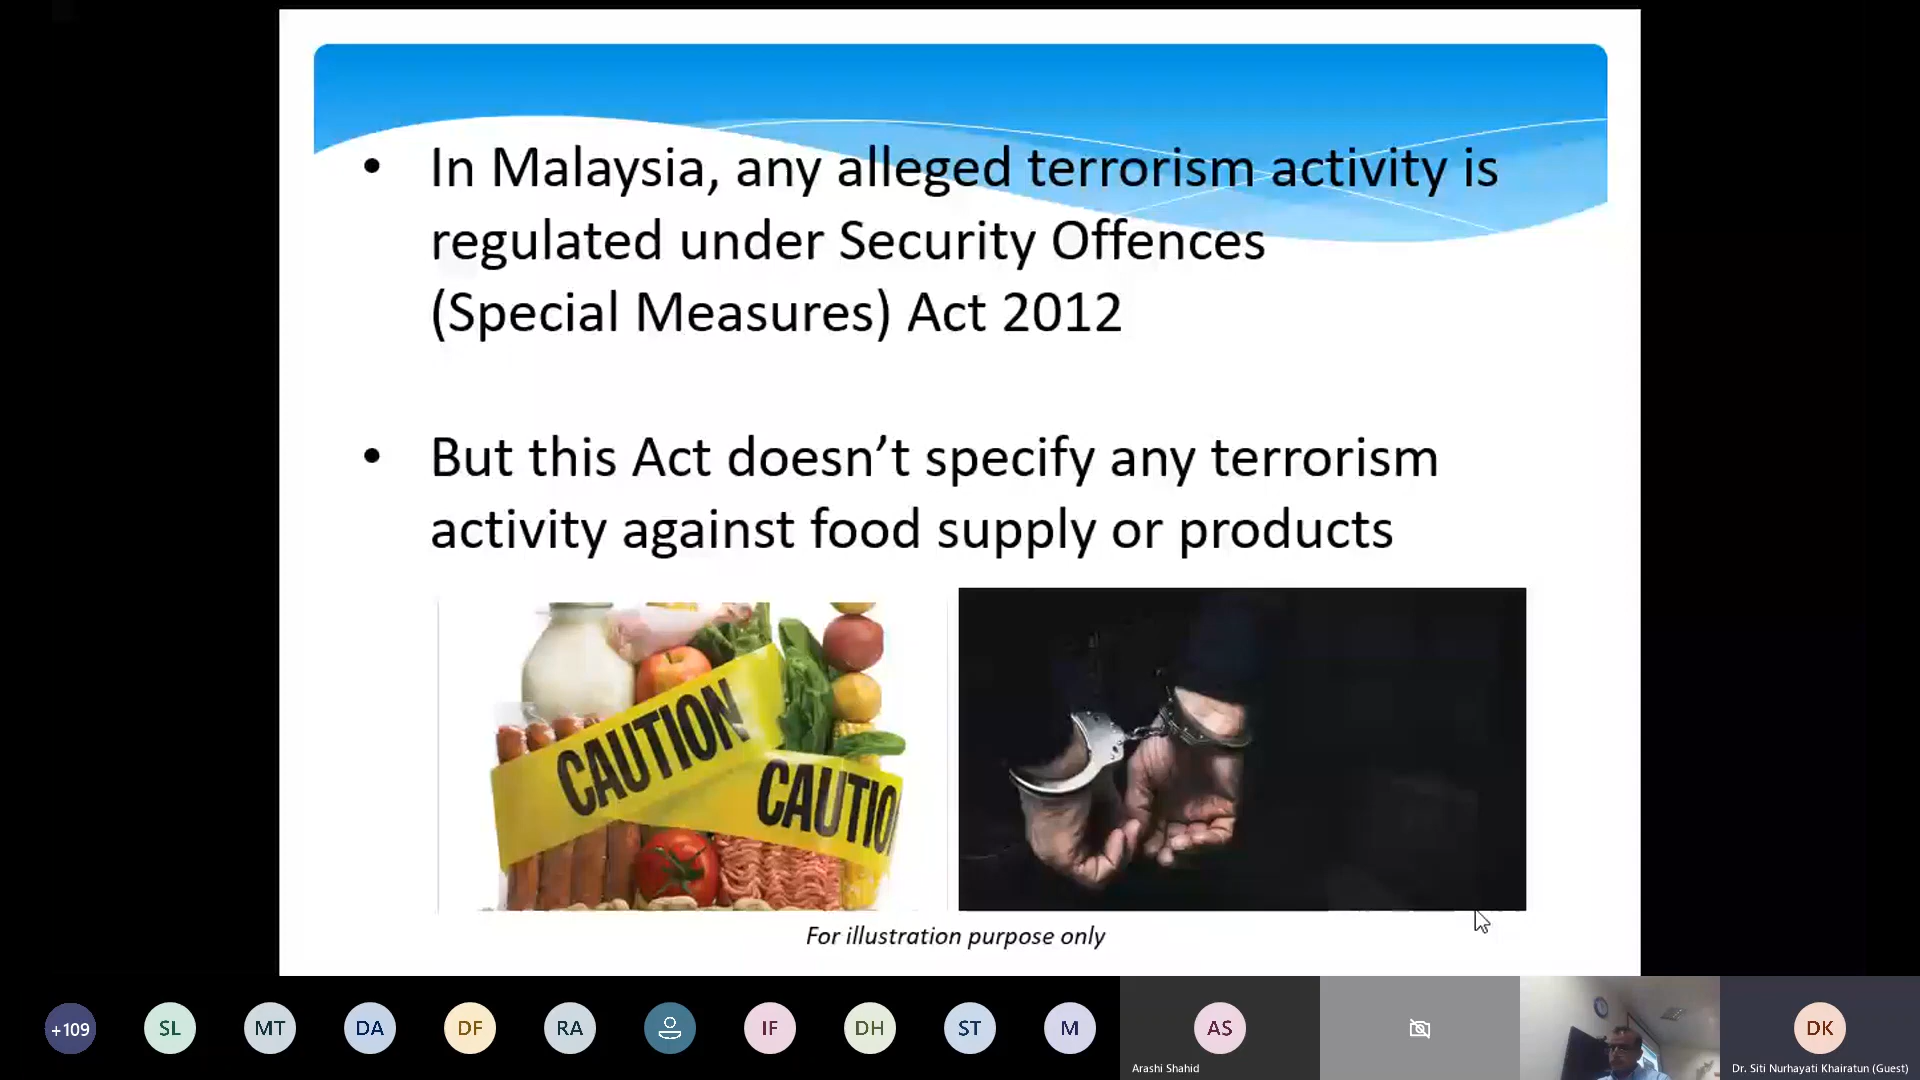 • In Malaysia, any alleged terrorism activity is
regulated under Security Offences
(Special Measures) Act 2012
• But this Act doesn’t specify any terrorism
activity against food supply or products
CAUTION
CAUTIO
For illustration purpose only
+109
SL
MT
DA
DF
RA
IF
DH
ST
M
AS
DK
Arashi Shahid
Dr. Siti Nurhayati Khairatun (Guest)